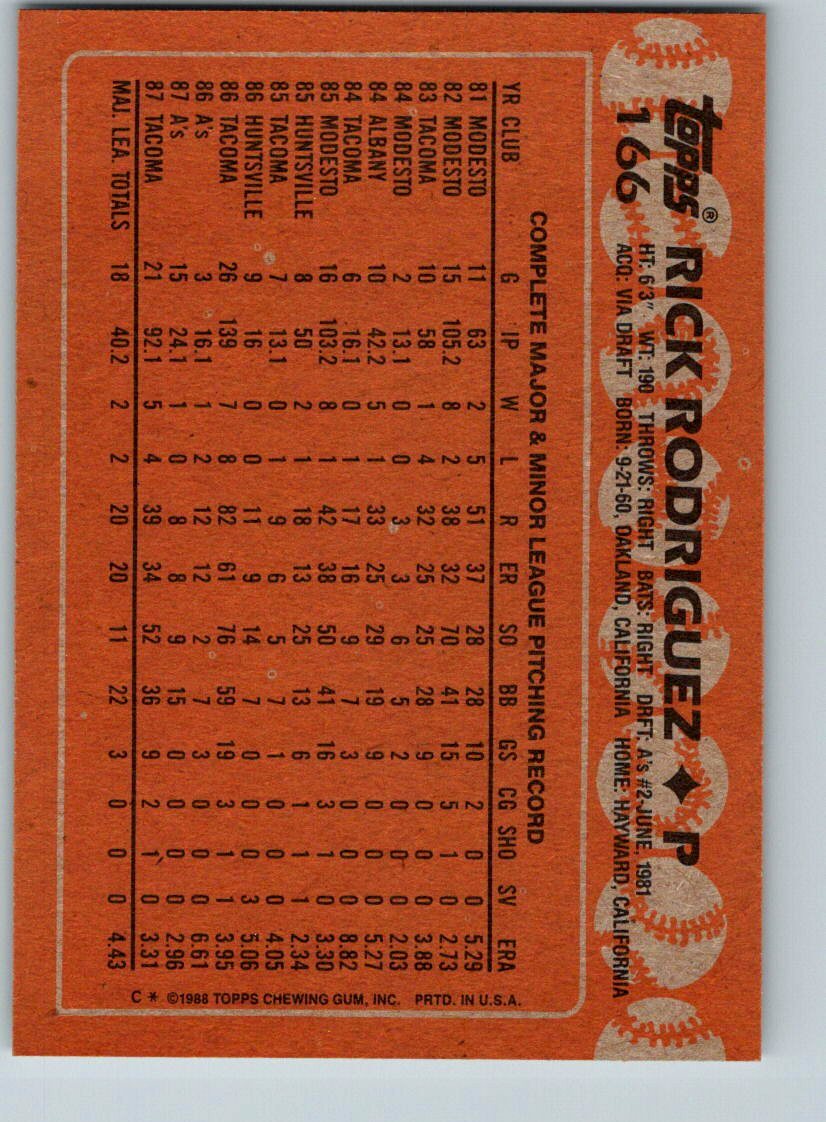 topps® RICK RODRIGUEZ ♦ P
166 HT: 6'3" WT: 190 THROWS: RIGHT BATS: RIGHT DRFT: A's #2-JUNE, 1981
ACQ: VIA DRAFT BORN: 9-21-60, OAKLAND, CALIFORNIA HOME: HAYWARD, CALIFORNIA
COMPLETE MAJOR & MINOR LEAGUE PITCHING RECORD
YR CLUB G IP W L R ER SO BB GS CG SHO SV ERA
81 MODESTO 11 63 2 5 51 37 28 28 10 2 0 0 5.29
82 MODESTO 15 105.2 8 2 38 32 70 41 15 5 1 0 2.73
83 TACOMA 10 58 1 4 32 25 25 28 9 0 0 0 3.88
84 MODESTO 2 13.1 0 0 3 3 6 5 2 0 0 0 2.03
84 ALBANY 10 42.2 5 1 33 25 29 19 9 0 0 0 5.27
84 TACOMA 6 16.1 0 1 17 16 9 7 3 0 0 0 8.82
85 MODESTO 16 103.2 8 1 42 38 50 41 16 3 1 0 3.30
85 HUNTSVILLE 8 50 2 1 18 13 25 13 6 1 1 1 2.34
85 TACOMA 7 13.1 1 1 9 6 5 7 1 0 0 0 4.05
86 HUNTSVILLE 9 16 0 0 11 9 14 7 0 0 0 3 5.06
86 TACOMA 26 139 7 8 82 61 76 59 19 3 1 1 3.95
86 A's 3 16.1 1 2 12 12 2 7 3 0 0 0 6.61
87 A's 15 24.1 1 0 8 8 9 15 0 0 0 0 2.96
87 TACOMA 21 92.1 5 4 39 34 52 36 9 2 1 0 3.31
MAJ. LEA. TOTALS 18 40.2 2 2 20 20 11 22 3 0 0 0 4.43
C * ©1988 TOPPS CHEWING GUM, INC. PRTD. IN U.S.A.